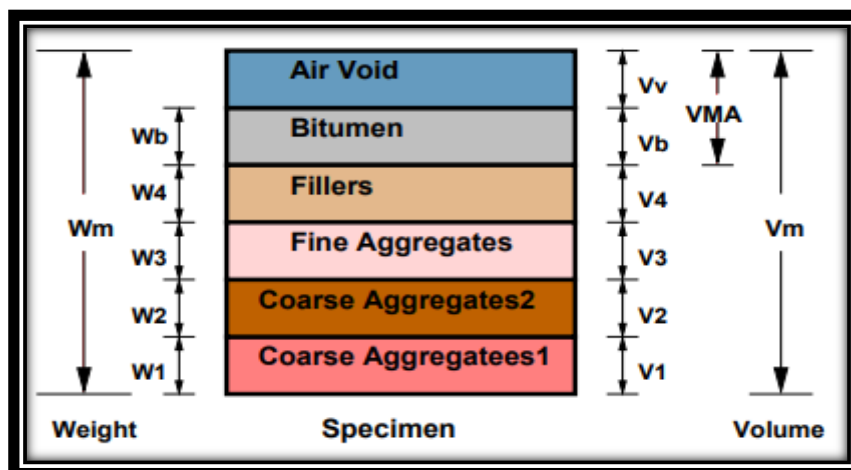 Air Void
Vv
VMA
Wb
Bitumen
Vb
W4
Fillers
V4
Wm
Vm
W3
Fine Aggregates
V3
W2
Coarse Aggregates2
V2
W1
Coarse Aggregatees1
V1
Weight
Specimen
Volume